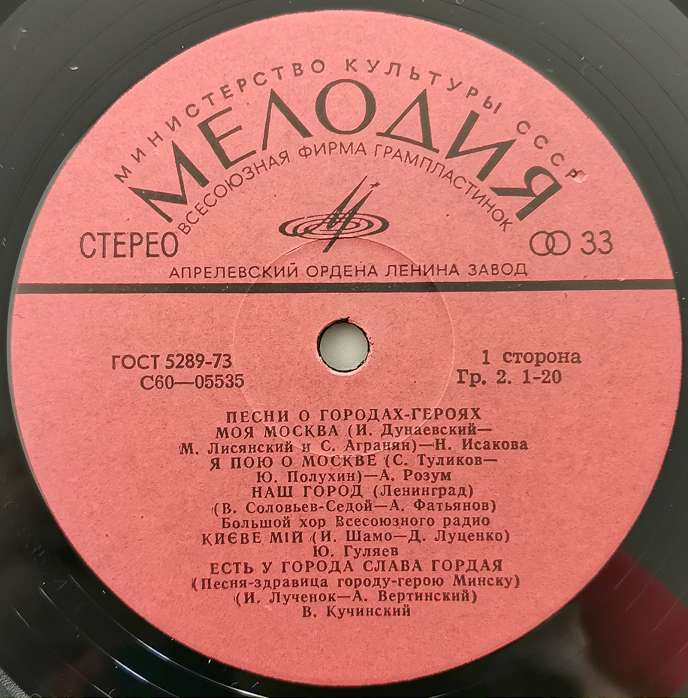 МИНИСТЕРСТВО КУЛЬТУРЫ СССР
МЕЛОДИЯ
ВСЕСОЮЗНАЯ ФИРМА ГРАМПЛАСТИНОК
СТЕРЕО
33
АПРЕЛЕВСКИЙ ОРДЕНА ЛЕНИНА ЗАВОД
ГОСТ 5289-73
1 сторона
С60—05535
Гр. 2. 1-20
ПЕСНИ О ГОРОДАХ-ГЕРОЯХ
МОЯ МОСКВА (И. Дунаевский—
М. Лисянский и С. Агранян)—Н. Исакова
Я ПОЮ О МОСКВЕ (С. Туликов—
Ю. Полухин)—А. Розум
НАШ ГОРОД (Ленинград)
(В. Соловьев-Седой—А. Фатьянов)
Большой хор Всесоюзного радио
КИЄВЕ МІЙ (И. Шамо—Д. Луценко)
Ю. Гуляев
ЕСТЬ У ГОРОДА СЛАВА ГОРДАЯ
(Песня-здравица городу-герою Минску)
(И. Лученок—А. Вертинский)
В. Кучинский